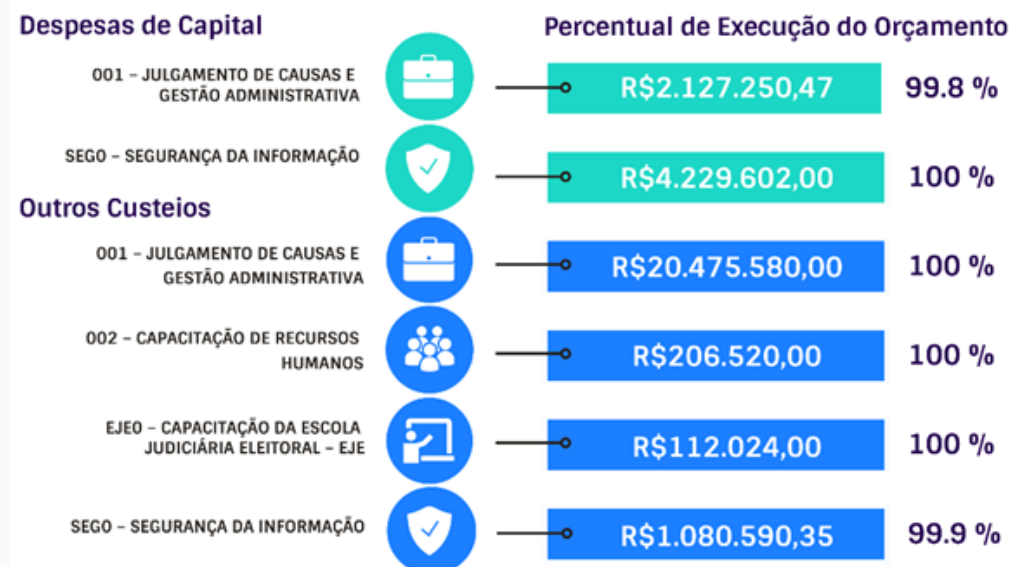 Despesas de Capital
Percentual de Execução do Orçamento
001 – JULGAMENTO DE CAUSAS E
GESTÃO ADMINISTRATIVA
R$2.127.250,47
99.8 %
SEG0 – SEGURANÇA DA INFORMAÇÃO
R$4.229.602,00
100 %
Outros Custeios
001 – JULGAMENTO DE CAUSAS E
GESTÃO ADMINISTRATIVA
R$20.475.580,00
100 %
002 – CAPACITAÇÃO DE RECURSOS
HUMANOS
R$206.520,00
100 %
EJE0 – CAPACITAÇÃO DA ESCOLA
JUDICIÁRIA ELEITORAL – EJE
R$112.024,00
100 %
SEG0 – SEGURANÇA DA INFORMAÇÃO
R$1.080.590,35
99.9 %